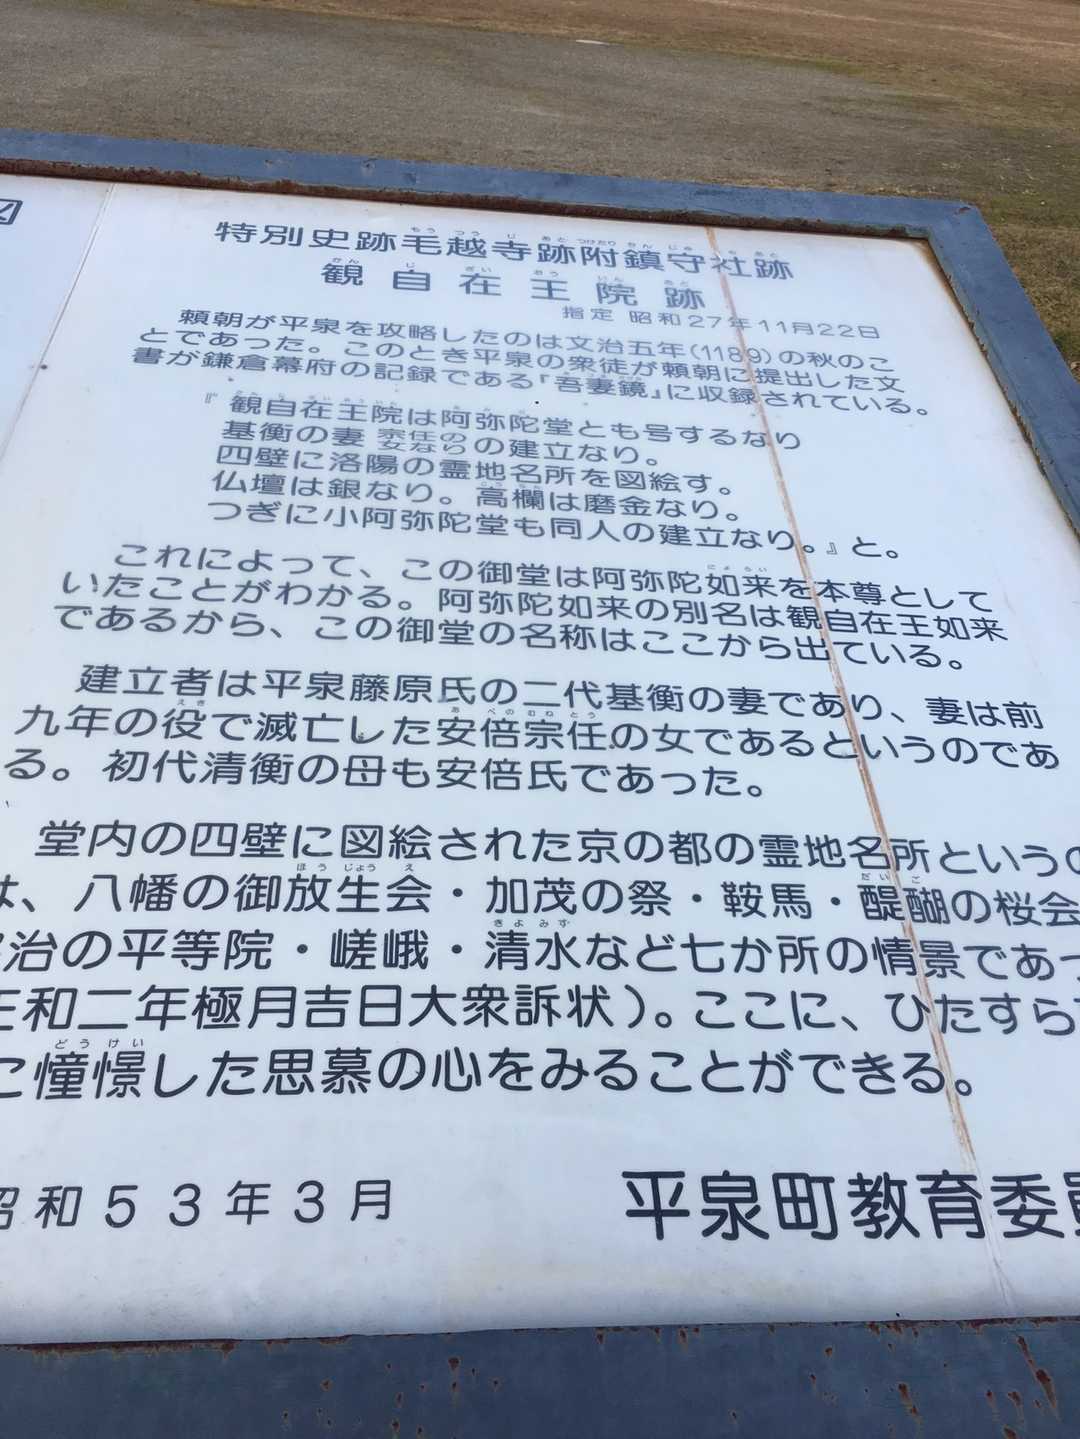 特別史跡毛越寺跡附鎮守社跡
観自在王院跡
指定 昭和27年11月22日
頼朝が平泉を攻略したのは文治五年(1189)の秋のこ
とであった。このとき平泉の衆徒が頼朝に提出した文
書が鎌倉幕府の記録である「吾妻鏡」に収録されている。
『観自在王院は阿弥陀堂とも号するなり
基衡の妻 宗任の女なり の建立なり。
四壁に洛陽の霊地名所を図絵す。
仏壇は銀なり。高欄は磨金なり。
つぎに小阿弥陀堂も同人の建立なり。』と。
これによって、この御堂は阿弥陀如来を本尊として
いたことがわかる。阿弥陀如来の別名は観自在王如来
であるから、この御堂の名称はここから出ている。
建立者は平泉藤原氏の二代基衡の妻であり、妻は前
九年の役で滅亡した安倍宗任の女であるというのであ
る。初代清衡の母も安倍氏であった。
堂内の四壁に図絵された京の都の霊地名所というの
は、八幡の御放生会・加茂の祭・鞍馬・醍醐の桜会
治の平等院・嵯峨・清水など七か所の情景であっ
正和二年極月吉日大衆訴状)。ここに、ひたすら
に憧憬した思慕の心をみることができる。
昭和53年3月
平泉町教育委員